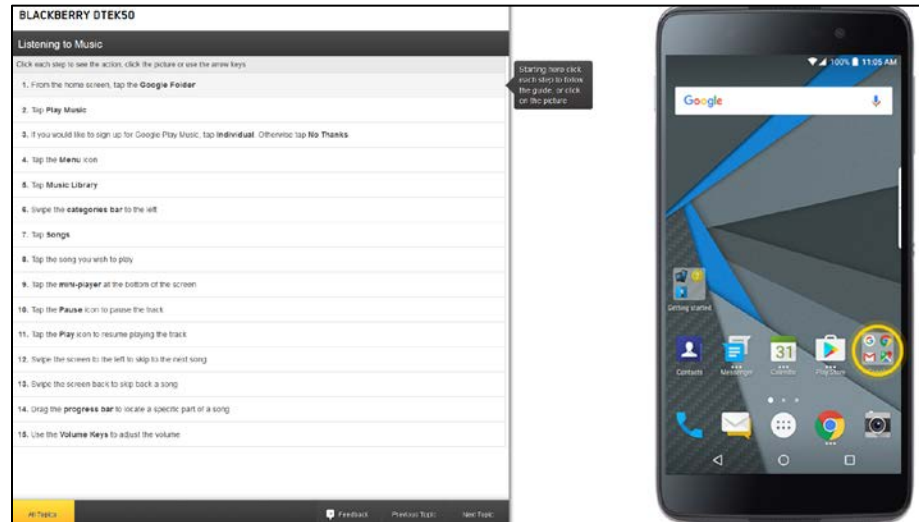 BLACKBERRY DTEK50
Listening to Music
Click each step to see the action, click the picture or use the arrow keys
1. From the home screen, tap the Google Folder
2. Tap Play Music
3. If you would like to sign up for Google Play Music, tap Individual. Otherwise tap No Thanks
4. Tap the Menu icon
5. Tap Music Library
6. Swipe the categories bar to the left
7. Tap Songs
8. Tap the song you wish to play
9. Tap the mini-player at the bottom of the screen
10. Tap the Pause icon to pause the track
11. Tap the Play icon to resume playing the track
12. Swipe the screen to the left to skip to the next song
13. Swipe the screen back to skip back a song
14. Drag the progress bar to locate a specific part of a song
15. Use the Volume Keys to adjust the volume
All Topics
Feedback
Previous Topic
Next Topic
Starting here click
each step to follow
the guide, or click
on the picture
100% 11:05 AM
Google
Getting started
31
Contacts
Messenger
Calendar
Play Store